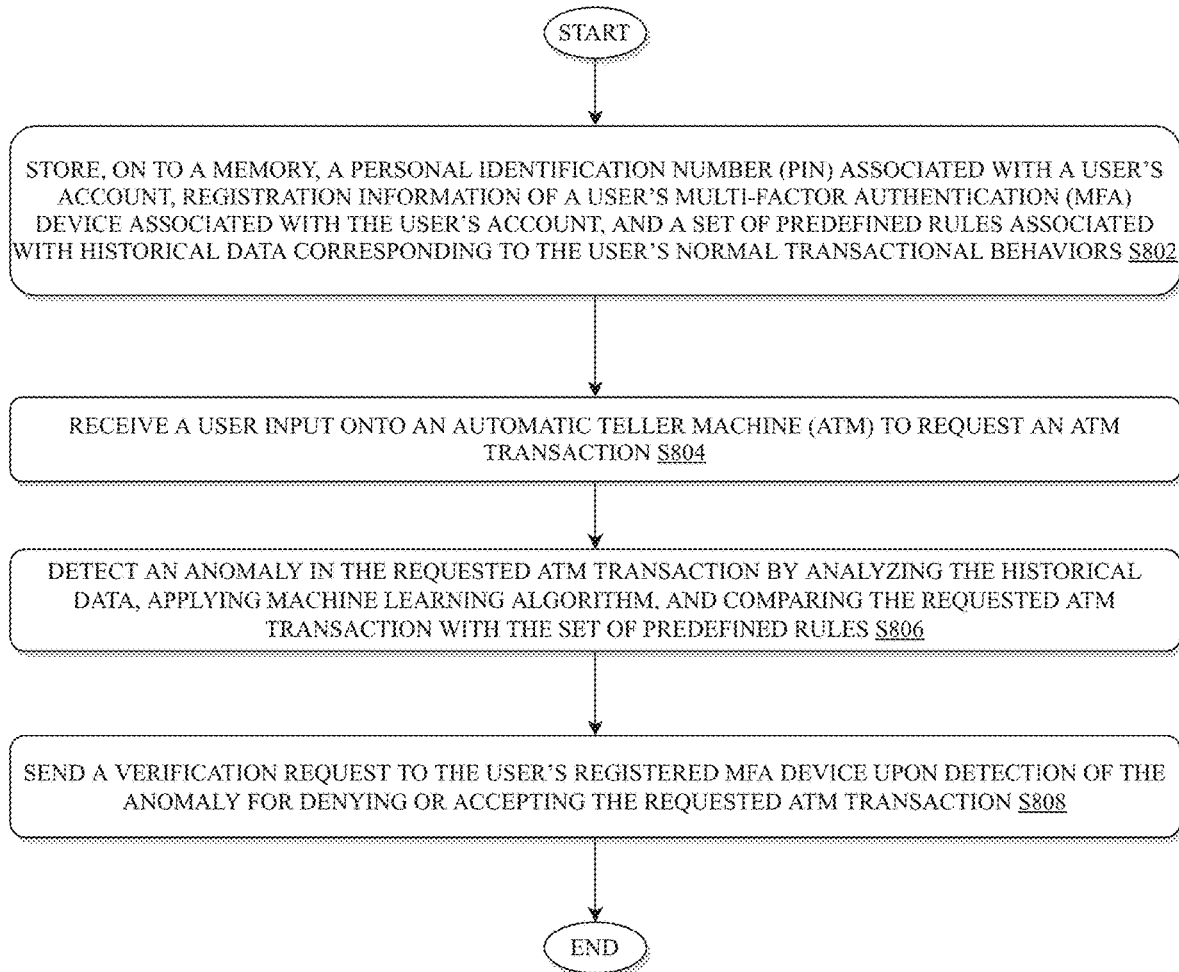 START
STORE, ON TO A MEMORY, A PERSONAL IDENTIFICATION NUMBER (PIN) ASSOCIATED WITH A USER'S
ACCOUNT, REGISTRATION INFORMATION OF A USER'S MULTI-FACTOR AUTHENTICATION (MFA)
DEVICE ASSOCIATED WITH THE USER'S ACCOUNT, AND A SET OF PREDEFINED RULES ASSOCIATED
WITH HISTORICAL DATA CORRESPONDING TO THE USER'S NORMAL TRANSACTIONAL BEHAVIORS S802
RECEIVE A USER INPUT ONTO AN AUTOMATIC TELLER MACHINE (ATM) TO REQUEST AN ATM
TRANSACTION S804
DETECT AN ANOMALY IN THE REQUESTED ATM TRANSACTION BY ANALYZING THE HISTORICAL
DATA, APPLYING MACHINE LEARNING ALGORITHM, AND COMPARING THE REQUESTED ATM
TRANSACTION WITH THE SET OF PREDEFINED RULES S806
SEND A VERIFICATION REQUEST TO THE USER'S REGISTERED MFA DEVICE UPON DETECTION OF THE
ANOMALY FOR DENYING OR ACCEPTING THE REQUESTED ATM TRANSACTION S808
END